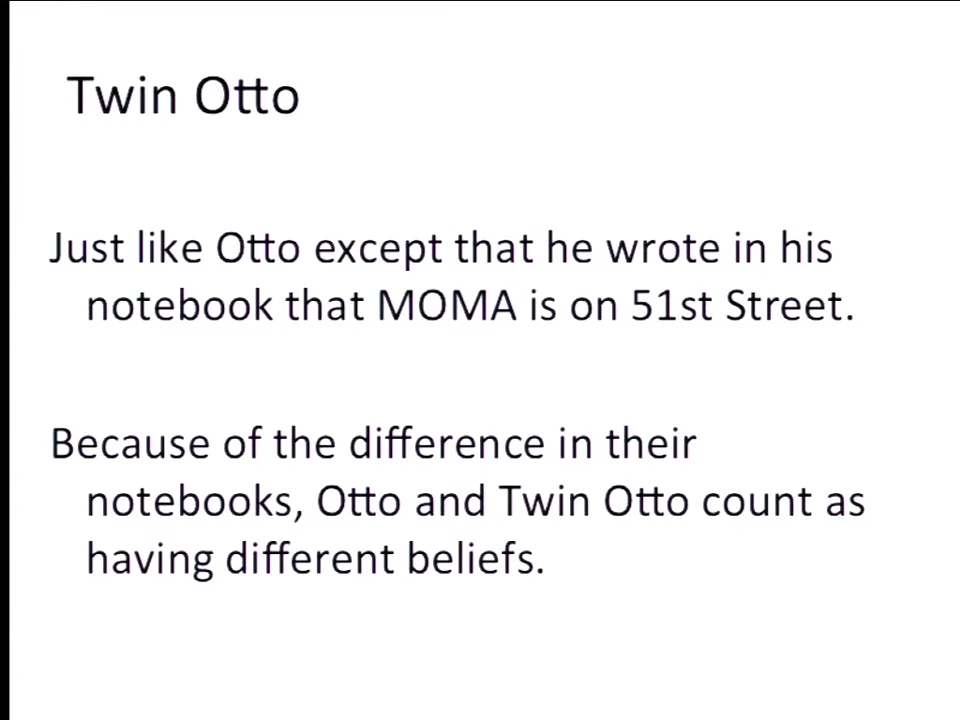 Twin Otto
Just like Otto except that he wrote in his
notebook that MOMA is on 51st Street.
Because of the difference in their
notebooks, Otto and Twin Otto count as
having different beliefs.